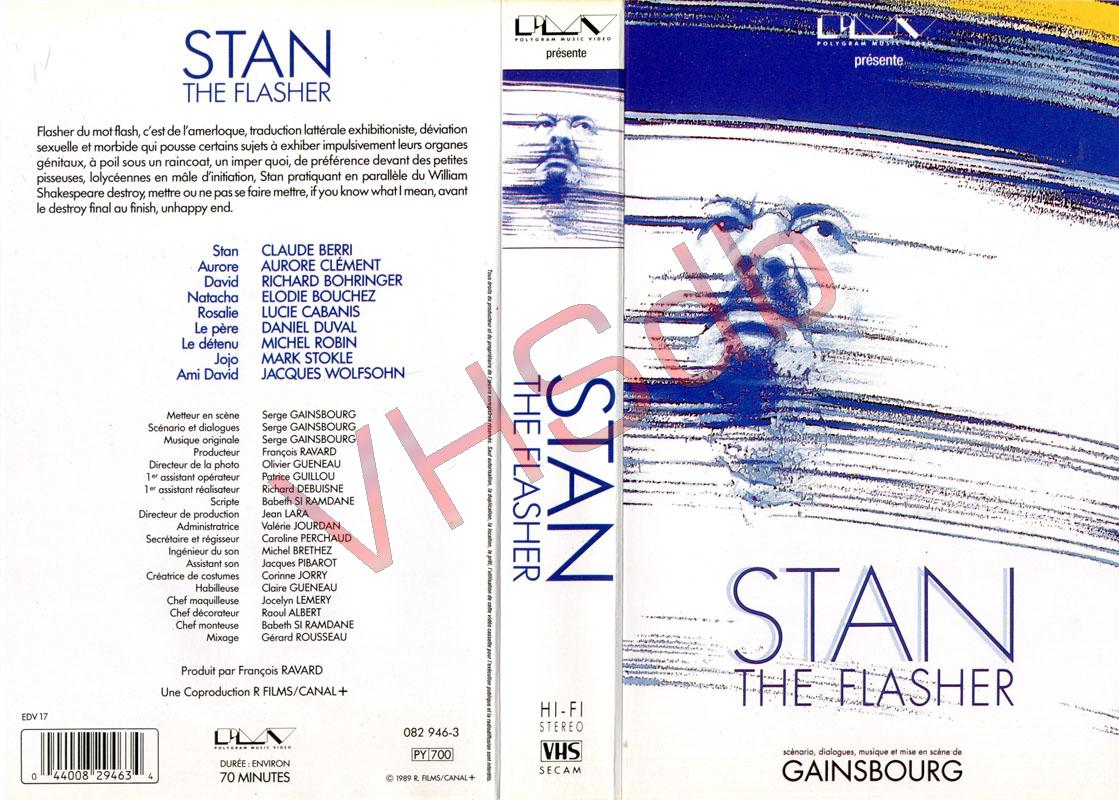 STAN
THE FLASHER
Flasher du mot flash, c'est de l'amerloque, traduction lattérale exhibitioniste, déviation
sexuelle et morbide qui pousse certains sujets à exhiber impulsivement leurs organes
génitaux, à poil sous un raincoat, un imper quoi, de préférence devant des petites
pisseuses, lolycéennes en mâle d'initiation, Stan pratiquant en parallèle du William
Shakespeare destroy, mettre ou ne pas se faire mettre, if you know what I mean, avant
le destroy final au finish, unhappy end.
Stan CLAUDE BERRI
Aurore AURORE CLÉMENT
David RICHARD BOHRINGER
Natacha ELODIE BOUCHEZ
Rosalie LUCIE CABANIS
Le père DANIEL DUVAL
Le détenu MICHEL ROBIN
Jojo MARK STOKLE
Ami David JACQUES WOLFSOHN
Metteur en scène Serge GAINSBOURG
Scénario et dialogues Serge GAINSBOURG
Musique originale Serge GAINSBOURG
Producteur François RAVARD
Directeur de la photo Olivier GUENEAU
1er assistant opérateur Patrice GUILLOU
1er assistant réalisateur Richard DEBUISNE
Scripte Babeth SI RAMDANE
Directeur de production Jean LARA
Administratrice Valérie JOURDAN
Secrétaire et régisseur Caroline PERCHAUD
Ingénieur du son Michel BRETHEZ
Assistant son Jacques PIBAROT
Créatrice de costumes Corinne JORRY
Habilleuse Claire GUENEAU
Chef maquilleuse Jocelyn LEMERY
Chef décorateur Raoul ALBERT
Chef monteuse Babeth SI RAMDANE
Mixage Gérard ROUSSEAU
Produit par François RAVARD
Une Coproduction R FILMS/CANAL+
EDV 17
0 44008 29463 4
PMV
POLYGRAM MUSIC VIDEO
DURÉE : ENVIRON
70 MINUTES
082 946-3
PY 700
© 1989 R. FILMS/CANAL+
PMV
POLYGRAM MUSIC VIDEO
présente
STAN
THE FLASHER
HI-FI
STEREO
VHS
SECAM
PMV
POLYGRAM MUSIC VIDEO
présente
STAN
THE FLASHER
scénario, dialogues, musique et mise en scène de
GAINSBOURG
VHSdb